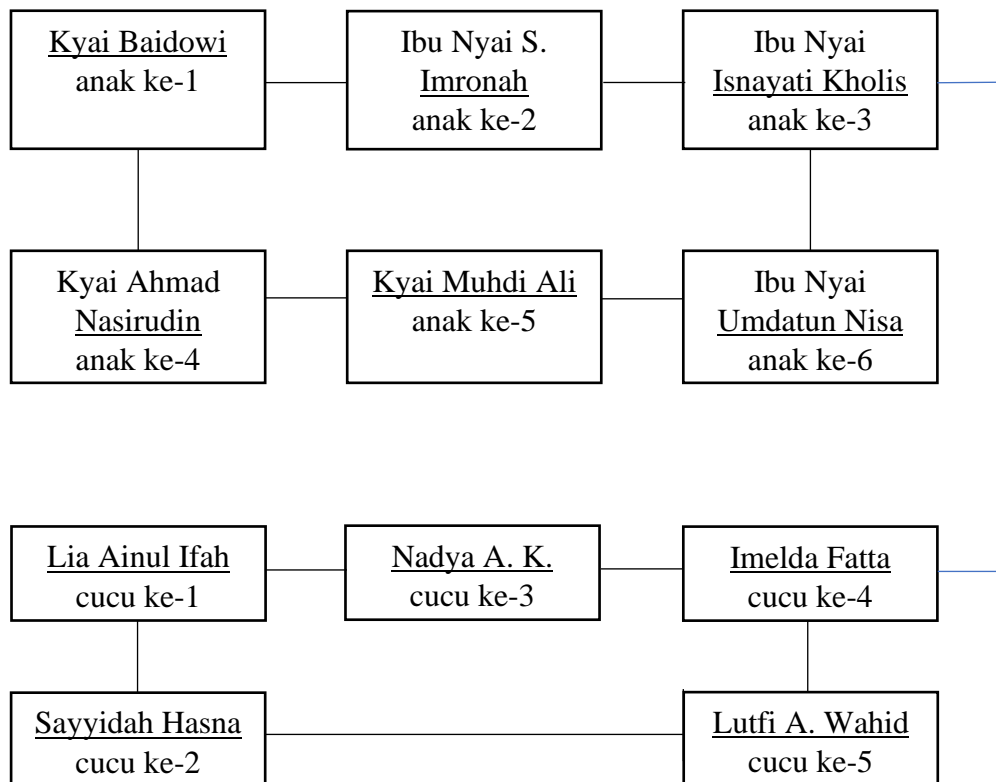 Kyai Baidowi
anak ke-1
Ibu Nyai S.
Imronah
anak ke-2
Ibu Nyai
Isnayati Kholis
anak ke-3
Kyai Ahmad
Nasirudin
anak ke-4
Kyai Muhdi Ali
anak ke-5
Ibu Nyai
Umdatun Nisa
anak ke-6
Lia Ainul Ifah
cucu ke-1
Nadya A. K.
cucu ke-3
Imelda Fatta
cucu ke-4
Sayyidah Hasna
cucu ke-2
Lutfi A. Wahid
cucu ke-5